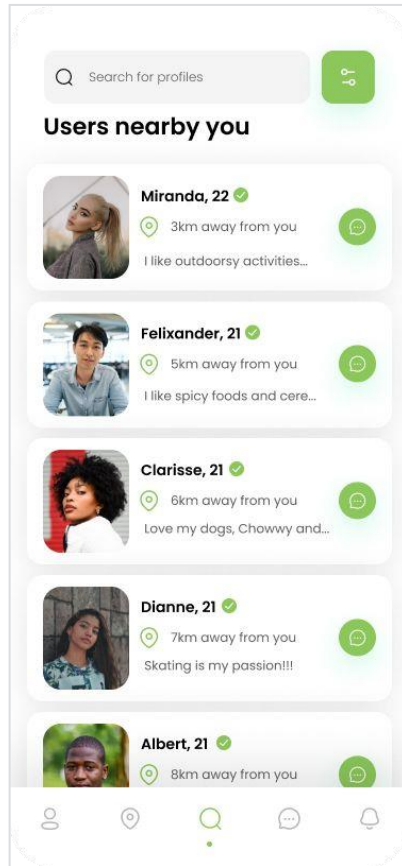 Search for profiles
Users nearby you
Miranda, 22
3km away from you
I like outdoorsy activities...
Felixander, 21
5km away from you
I like spicy foods and cere...
Clarisse, 21
6km away from you
Love my dogs, Chowwy and...
Dianne, 21
7km away from you
Skating is my passion!!!
Albert, 21
8km away from you